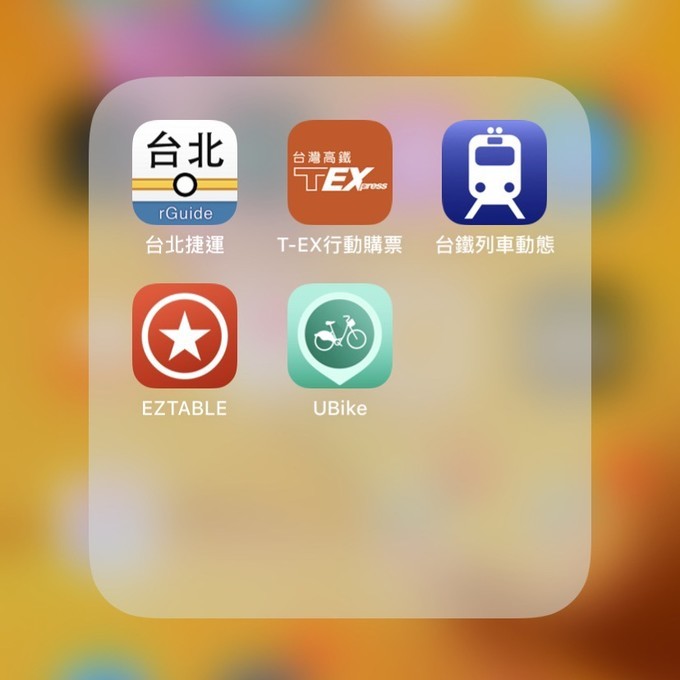 台北
rGuide
台北捷運
台灣高鐵
TEXpress
T-EX行動購票
台鐵列車動態
EZTABLE
UBike